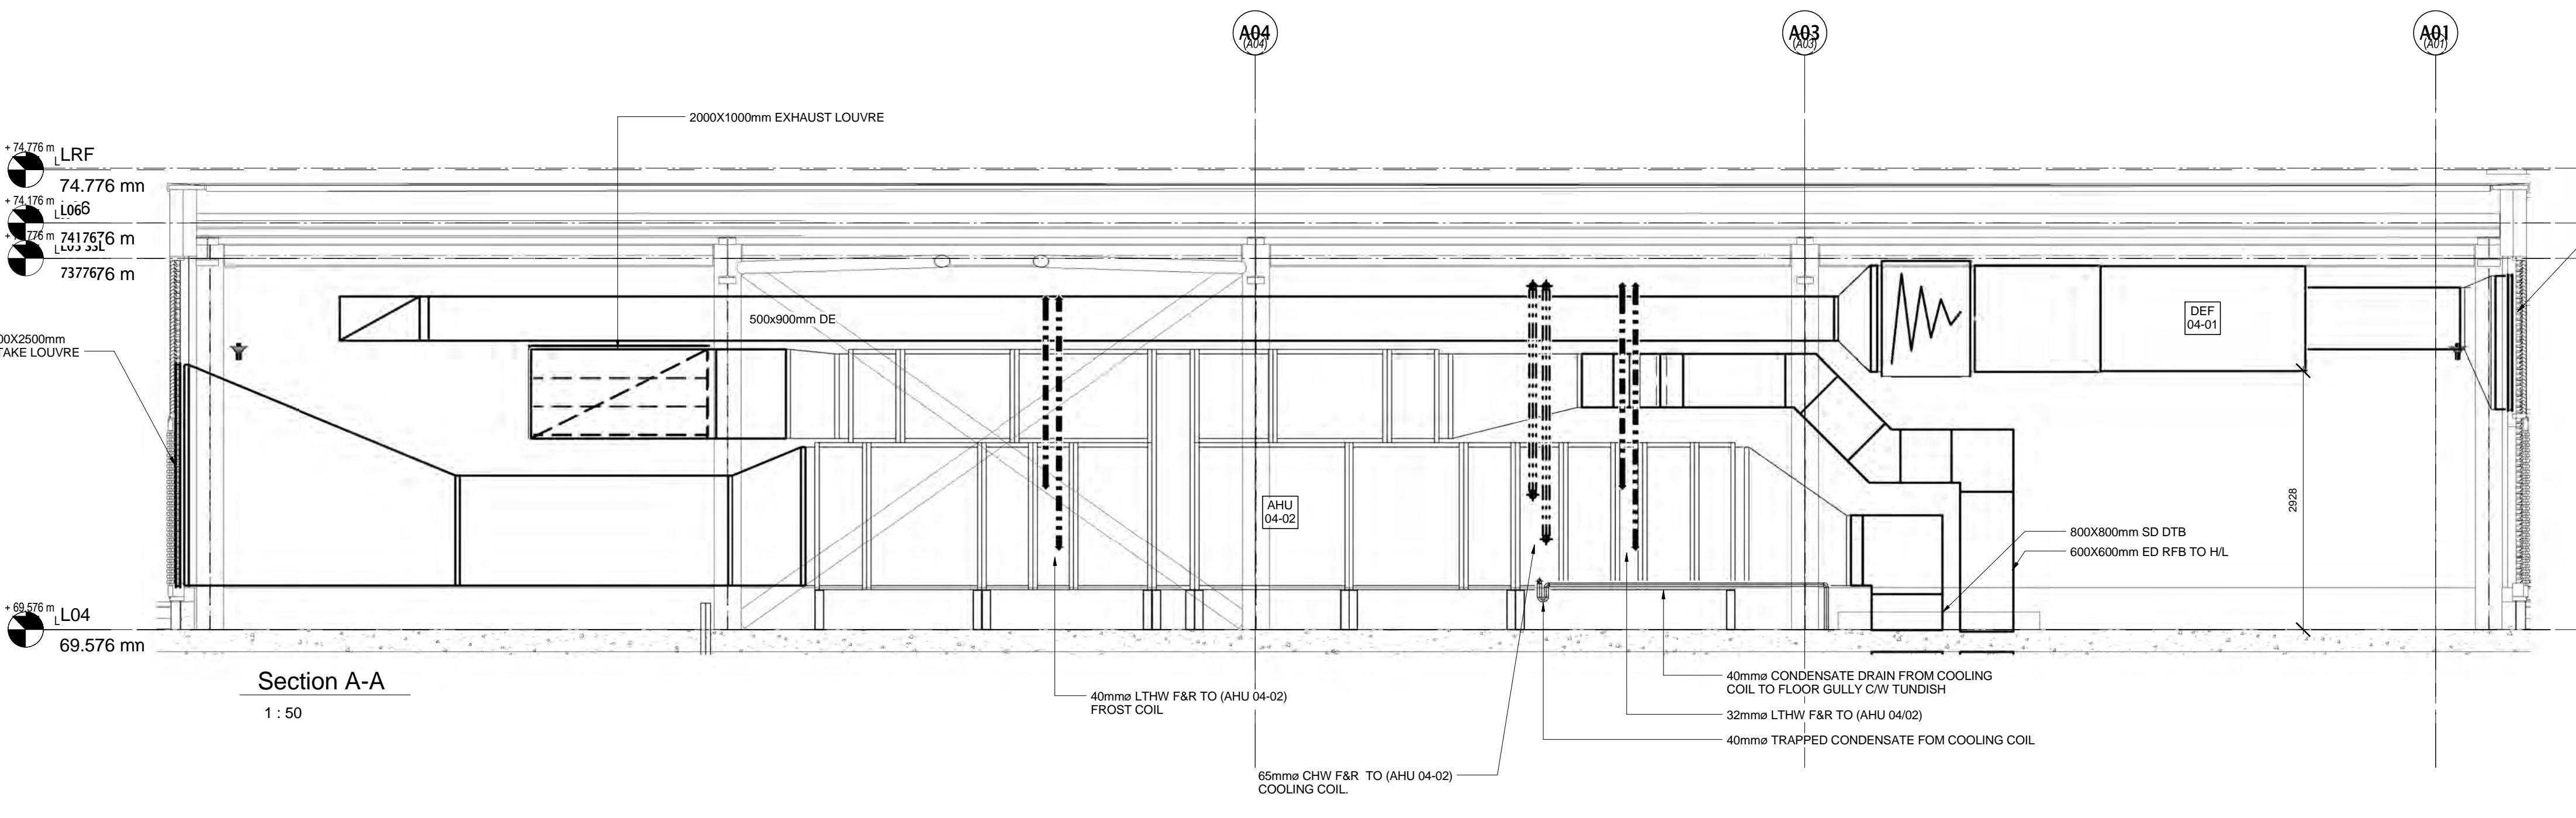 A04
(A04)
A03
(A03)
A01
(A01)
2000X1000mm EXHAUST LOUVRE
+ 74.776 m
LRF
74.776 mn
+ 74.176 m
L06
6 m
76 m
500x900mm DE
DEF
04-01
00X2500mm
TAKE LOUVRE
AHU
04-02
2928
800X800mm SD DTB
600X600mm ED RFB TO H/L
+ 69.576 m
L04
69.576 mn
Section A-A
1 : 50
40mmø LTHW F&R TO (AHU 04-02)
FROST COIL
40mmø CONDENSATE DRAIN FROM COOLING
COIL TO FLOOR GULLY C/W TUNDISH
32mmø LTHW F&R TO (AHU 04/02)
40mmø TRAPPED CONDENSATE FOM COOLING COIL
65mmø CHW F&R TO (AHU 04-02)
COOLING COIL.